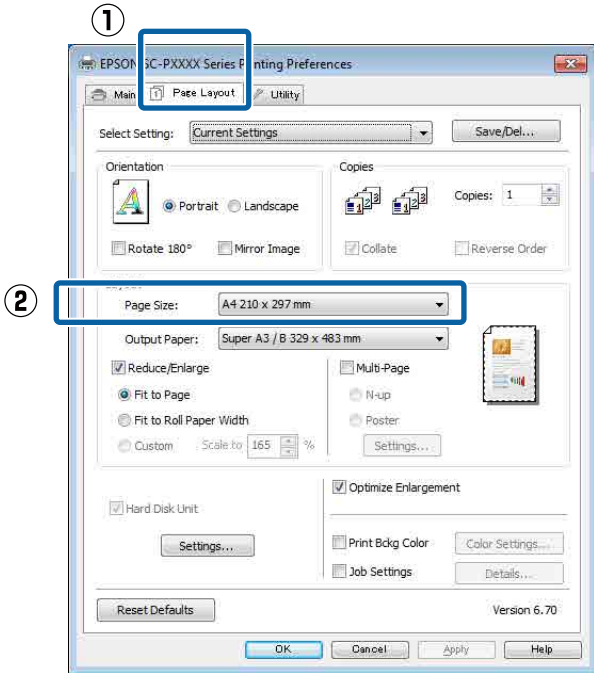 ①
EPSON SC-PXXXX Series Printing Preferences
Main Page Layout Utility
Select Setting: Current Settings Save/Del...
Orientation Copies
Portrait Landscape Copies: 1
Rotate 180° Mirror Image Collate Reverse Order
②
Page Size: A4 210 x 297 mm
Output Paper: Super A3 / B 329 x 483 mm
Reduce/Enlarge Multi-Page
Fit to Page N-up
Fit to Roll Paper Width Poster
Custom Scale to 165 % Settings...
Optimize Enlargement
Hard Disk Unit
Settings... Print Bckg Color Color Settings...
Job Settings Details...
Reset Defaults Version 6.70
OK Cancel Apply Help